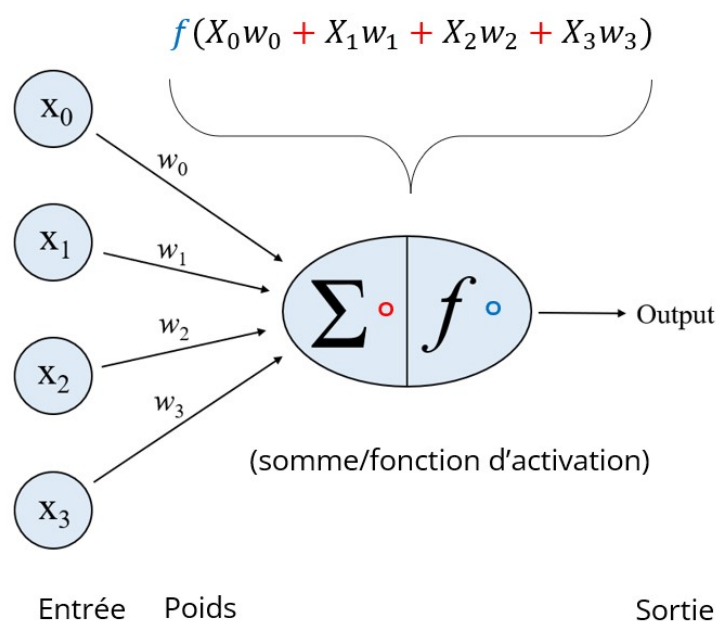 f(X₀w₀ + X₁w₁ + X₂w₂ + X₃w₃)
x₀
w₀
x₁
w₁
∑ f
Output
w₂
x₂
w₃
(somme/fonction d’activation)
x₃
Entrée Poids Sortie